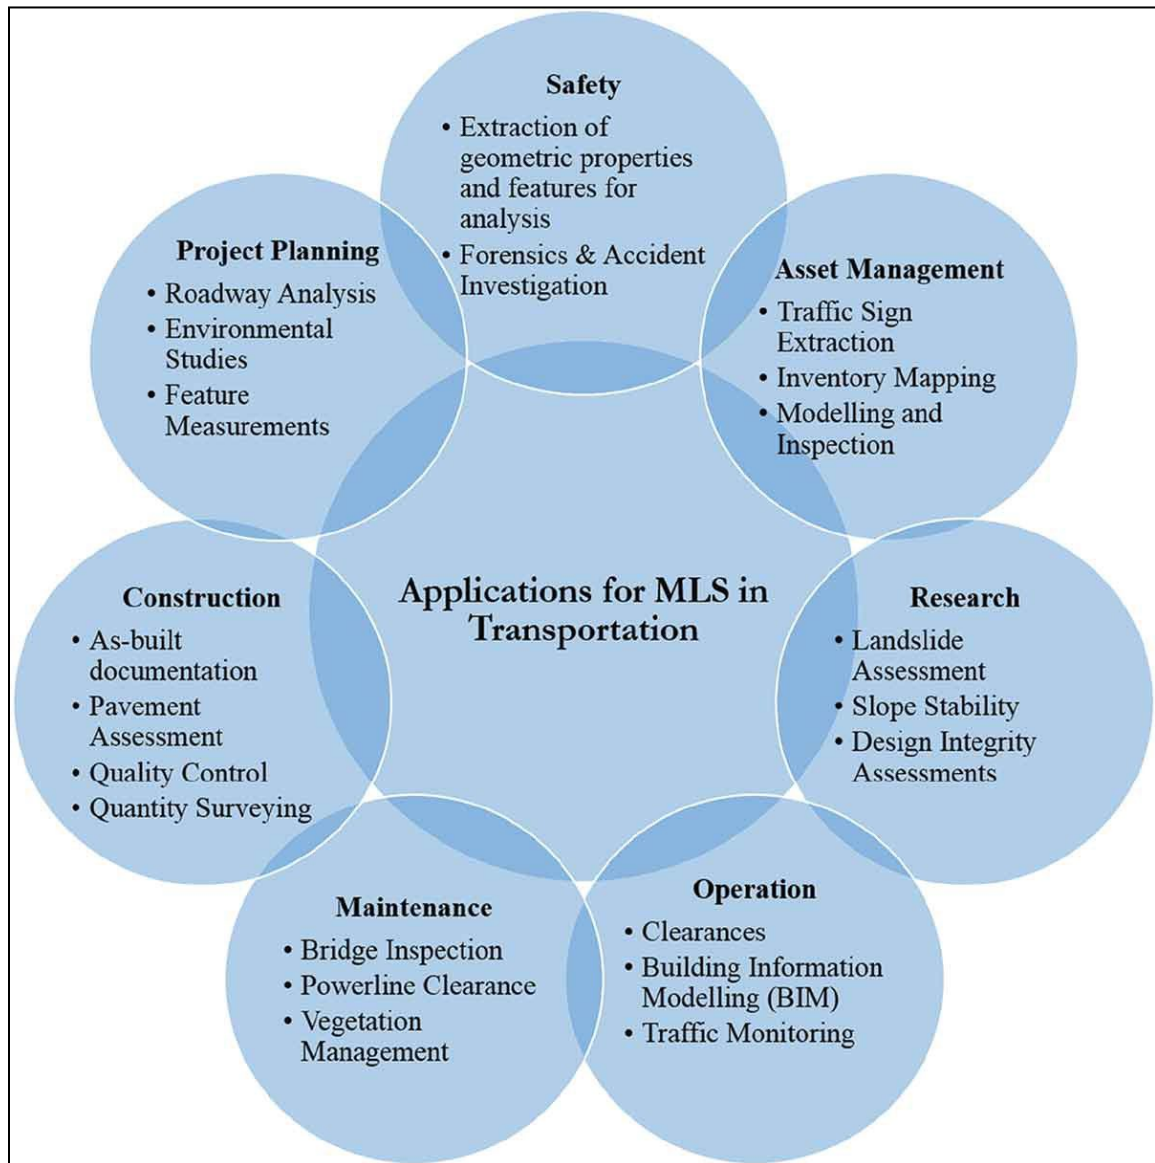 Safety
• Extraction of
geometric properties
and features for
analysis
• Forensics & Accident
Investigation
Asset Management
• Traffic Sign
Extraction
• Inventory Mapping
• Modelling and
Inspection
Research
• Landslide
Assessment
• Slope Stability
• Design Integrity
Assessments
Operation
• Clearances
• Building Information
Modelling (BIM)
• Traffic Monitoring
Maintenance
• Bridge Inspection
• Powerline Clearance
• Vegetation
Management
Construction
• As-built
documentation
• Pavement
Assessment
• Quality Control
• Quantity Surveying
Project Planning
• Roadway Analysis
• Environmental
Studies
• Feature
Measurements
Applications for MLS in
Transportation